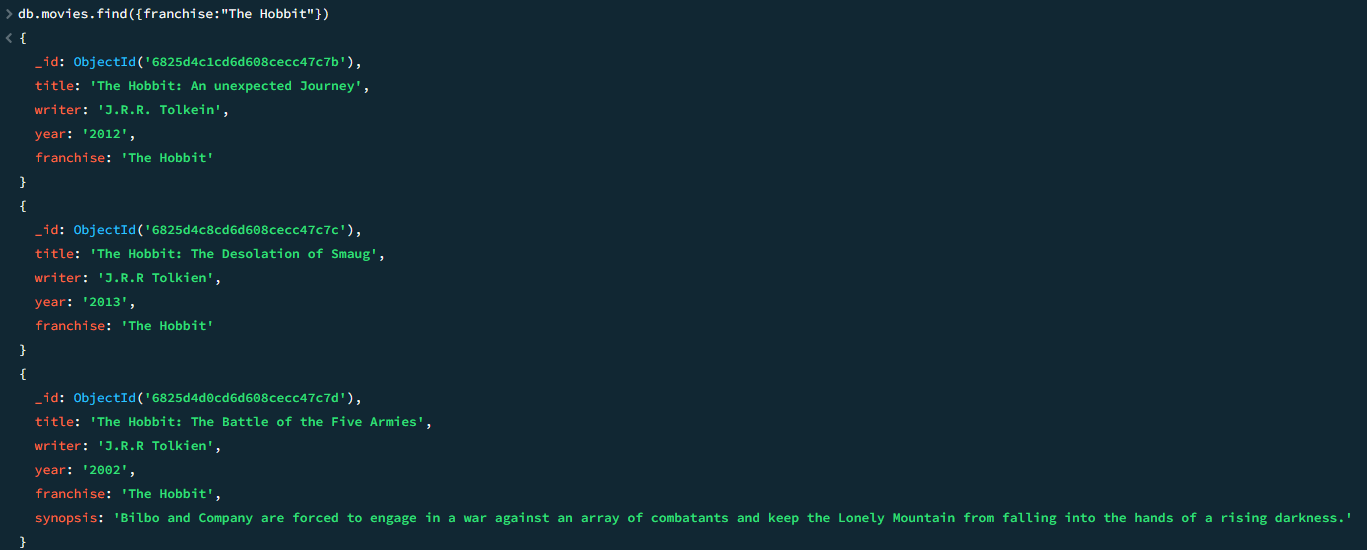 > db.movies.find({franchise:"The Hobbit"})
< {
_id: ObjectId('6825d4c1cd6d608cecc47c7b'),
title: 'The Hobbit: An unexpected Journey',
writer: 'J.R.R. Tolkein',
year: '2012',
franchise: 'The Hobbit'
}
{
_id: ObjectId('6825d4c8cd6d608cecc47c7c'),
title: 'The Hobbit: The Desolation of Smaug',
writer: 'J.R.R Tolkien',
year: '2013',
franchise: 'The Hobbit'
}
{
_id: ObjectId('6825d4d0cd6d608cecc47c7d'),
title: 'The Hobbit: The Battle of the Five Armies',
writer: 'J.R.R Tolkien',
year: '2002',
franchise: 'The Hobbit',
synopsis: 'Bilbo and Company are forced to engage in a war against an array of combatants and keep the Lonely Mountain from falling into the hands of a rising darkness.'
}